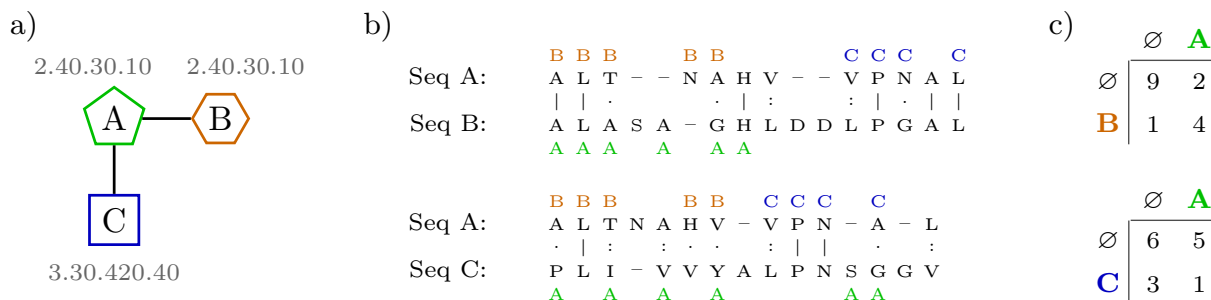 a)
2.40.30.10 2.40.30.10
A B
C
3.30.420.40
b)
B B B B B C C C C
Seq A: A L T – – N A H V – – V P N A L
| | · · | : : | · | |
Seq B: A L A S A – G H L D D L P G A L
A A A A A A
B B B B B C C C C
Seq A: A L T N A H V – V P N – A – L
· | : : : · : | | · :
Seq C: P L I – V V Y A L P N S G G V
A A A A A A
c)
∅ A
∅ 9 2
B 1 4
∅ A
∅ 6 5
C 3 1